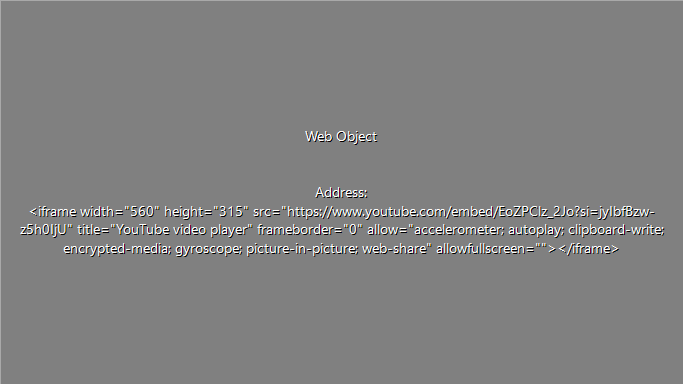 Web Object
Address:
<iframe width="560" height="315" src="https://www.youtube.com/embed/EoZPClz_2Jo?si=jyIbfBzw-
z5h0IjU" title="YouTube video player" frameborder="0" allow="accelerometer; autoplay; clipboard-write;
encrypted-media; gyroscope; picture-in-picture; web-share" allowfullscreen=""></iframe>